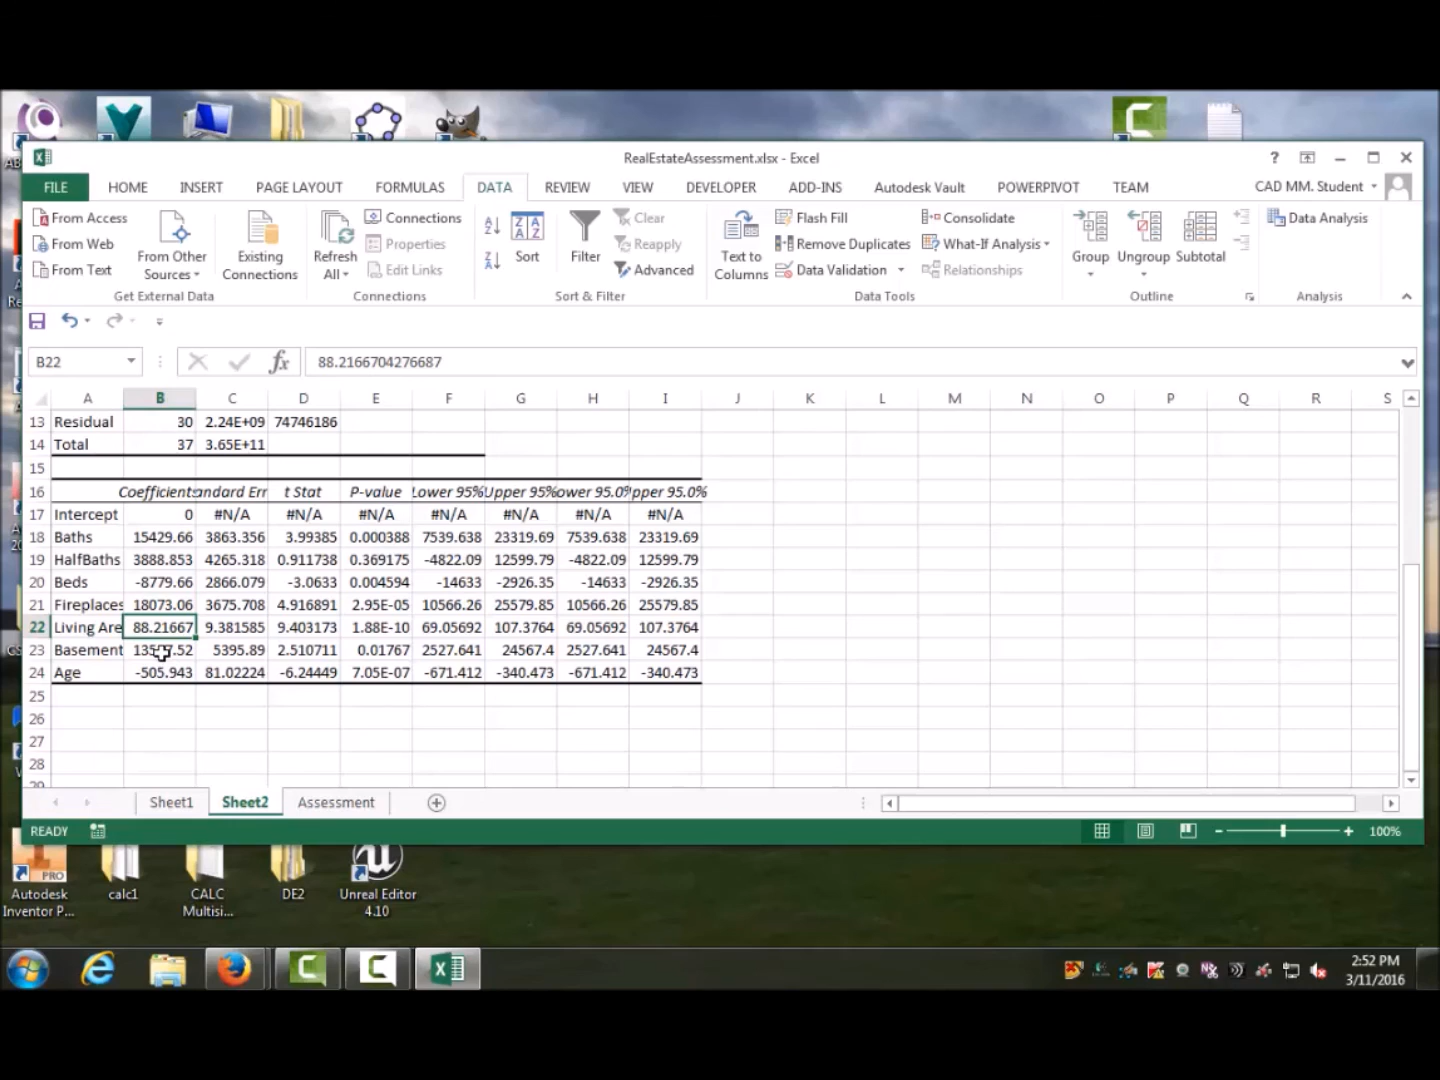 RealEstateAssessment.xlsx - Excel
?
FILE HOME INSERT PAGE LAYOUT FORMULAS DATA REVIEW VIEW DEVELOPER ADD-INS Autodesk Vault POWERPIVOT TEAM CAD MM. Student
From Access
From Web
From Text
From Other Sources
Get External Data
Existing Connections
Refresh All
Connections
Properties
Edit Links
Connections
Sort
Filter
Clear
Reapply
Advanced
Sort & Filter
Text to Columns
Flash Fill
Remove Duplicates
Data Validation
Consolidate
What-If Analysis
Relationships
Data Tools
Group
Ungroup
Subtotal
Outline
Data Analysis
Analysis
B22 fx 88.2166704276687
A B C D E F G H I J K L M N O P Q R S
13 Residual 30 2.24E+09 74746186
14 Total 37 3.65E+11
15
16 Coefficients andard Err t Stat P-value Lower 95% Upper 95% ower 95.0% pper 95.0%
17 Intercept 0 #N/A #N/A #N/A #N/A #N/A #N/A #N/A
18 Baths 15429.66 3863.356 3.99385 0.000388 7539.638 23319.69 7539.638 23319.69
19 HalfBaths 3888.853 4265.318 0.911738 0.369175 -4822.09 12599.79 -4822.09 12599.79
20 Beds -8779.66 2866.079 -3.0633 0.004594 -14633 -2926.35 -14633 -2926.35
21 Fireplaces 18073.06 3675.708 4.916891 2.95E-05 10566.26 25579.85 10566.26 25579.85
22 Living Are 88.21667 9.381585 9.403173 1.88E-10 69.05692 107.3764 69.05692 107.3764
23 Basement 5395.89 2.510711 0.01767 2527.641 24567.4 2527.641 24567.4
24 Age -505.943 81.02224 -6.24449 7.05E-07 -671.412 -340.473 -671.412 -340.473
25
26
27
28
29
Sheet1 Sheet2 Assessment
READY 100%
Autodesk Inventor P...
PRO
calc1
CALC Multisi...
DE2
Unreal Editor 4.10
2:52 PM
3/11/2016